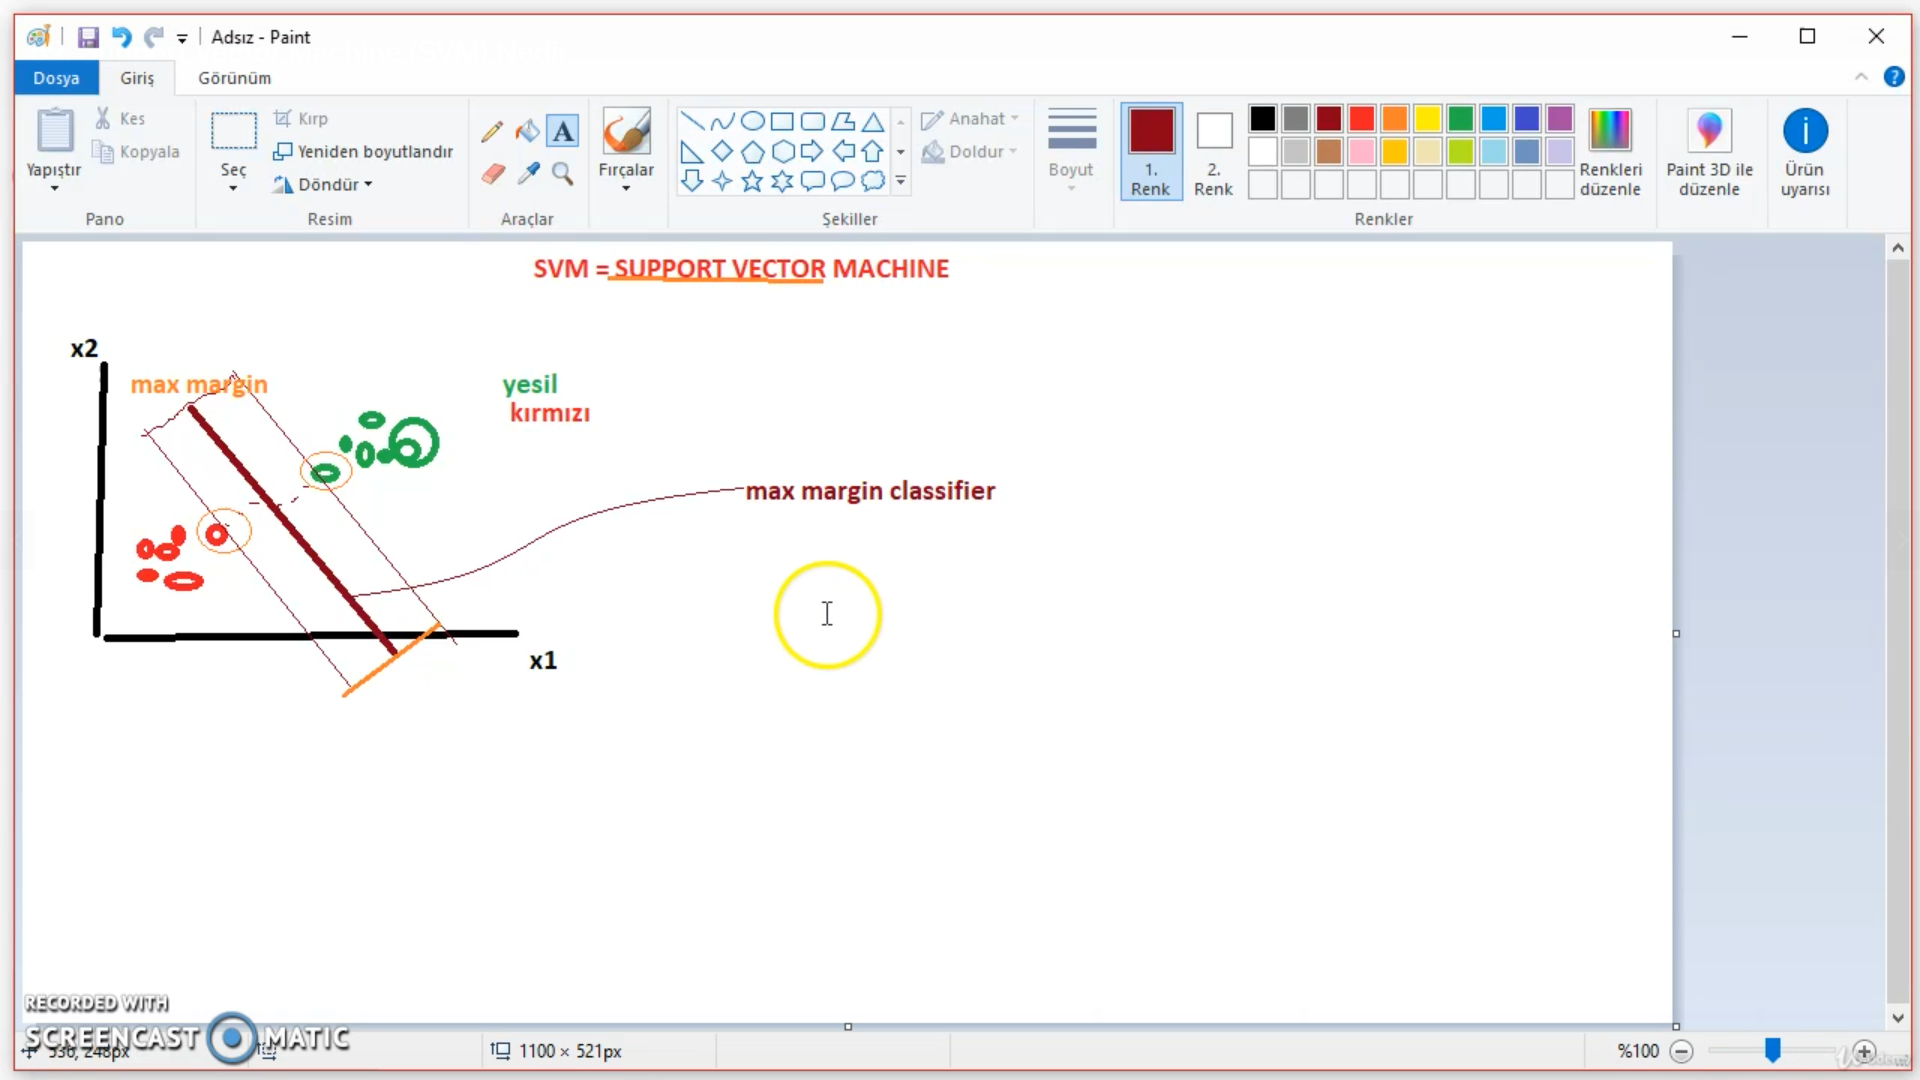 Adsız - Paint
Dosya Giriş Görünüm
Yapıştır
Kes
Kopyala
Pano
Seç
Kırp
Yeniden boyutlandır
Döndür
Resim
A
Araçlar
Fırçalar
Şekiller
Anahat
Doldur
Boyut
1.
Renk
2.
Renk
Renkler
Renkleri
düzenle
Paint 3D ile
düzenle
Ürün
uyarısı
SVM = SUPPORT VECTOR MACHINE
x2
max margin
yesil
kırmızı
max margin classifier
x1
RECORDED WITH
SCREENCAST MATIC
536, 248px
1100 × 521px
%100